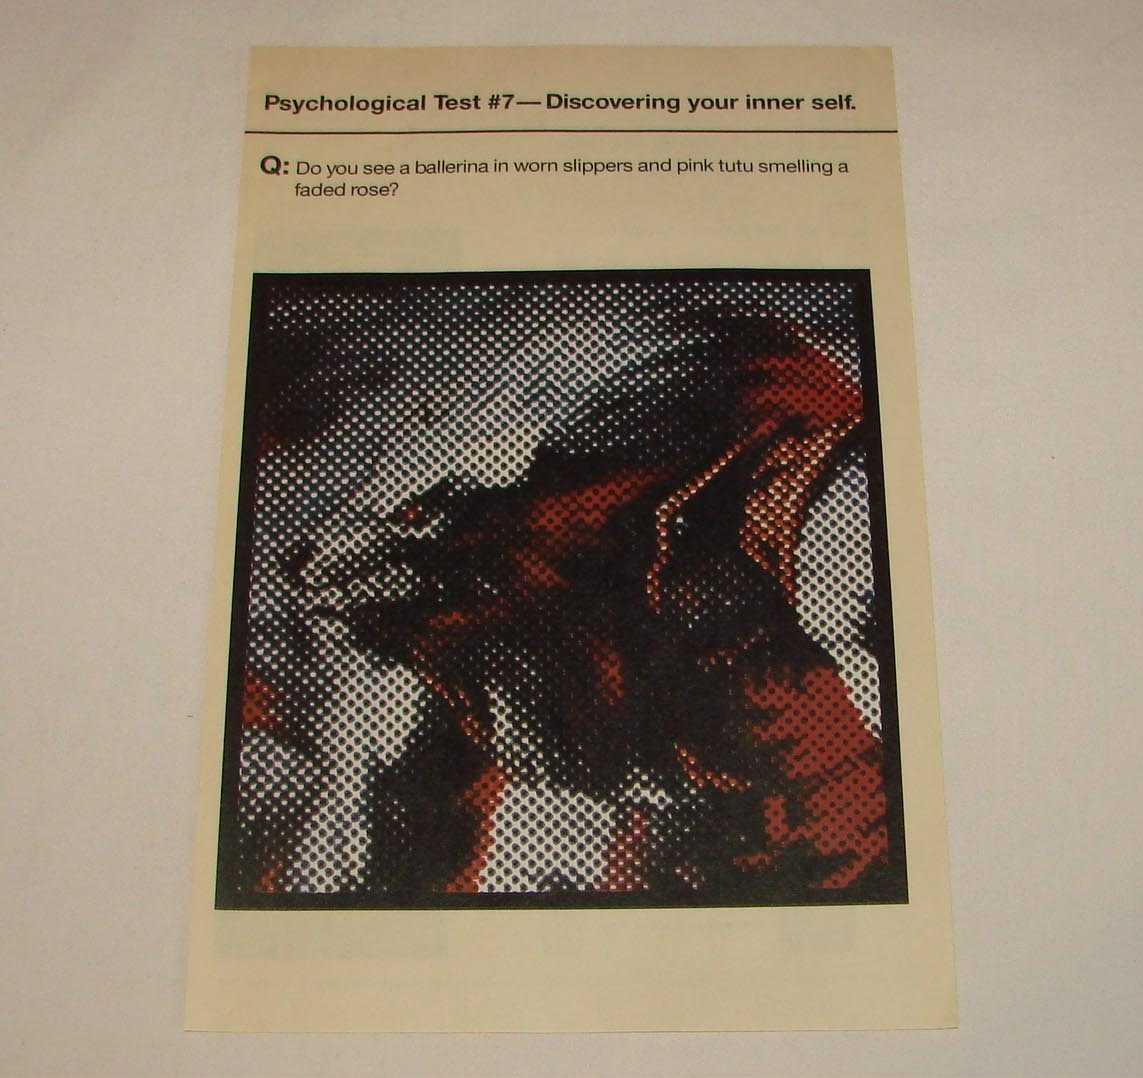 Psychological Test #7—Discovering your inner self.
Q: Do you see a ballerina in worn slippers and pink tutu smelling a
faded rose?